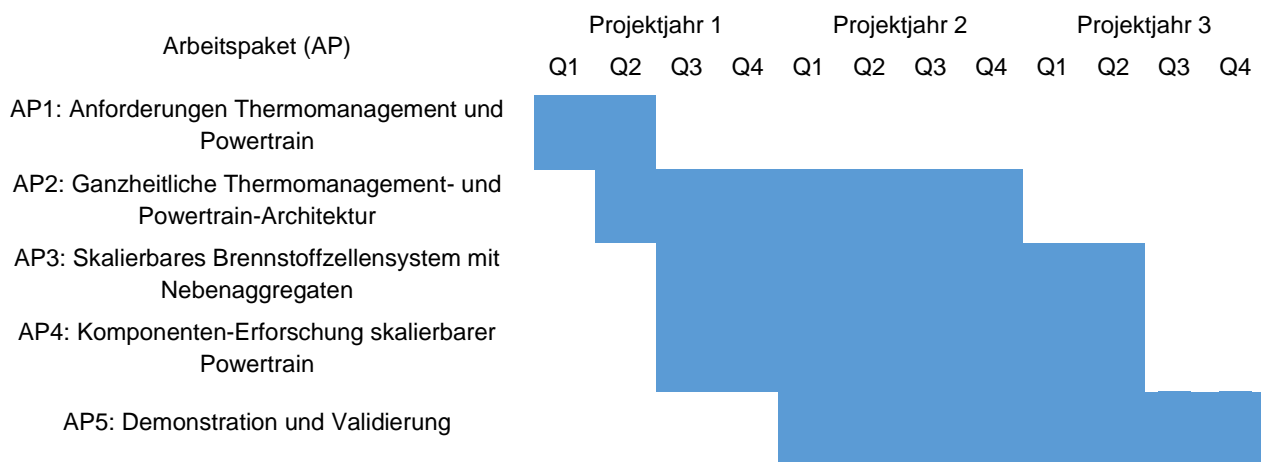 Arbeitspaket (AP)
Projektjahr 1 Projektjahr 2 Projektjahr 3
Q1 Q2 Q3 Q4 Q1 Q2 Q3 Q4 Q1 Q2 Q3 Q4
AP1: Anforderungen Thermomanagement und
Powertrain
AP2: Ganzheitliche Thermomanagement- und
Powertrain-Architektur
AP3: Skalierbares Brennstoffzellensystem mit
Nebenaggregaten
AP4: Komponenten-Erforschung skalierbarer
Powertrain
AP5: Demonstration und Validierung